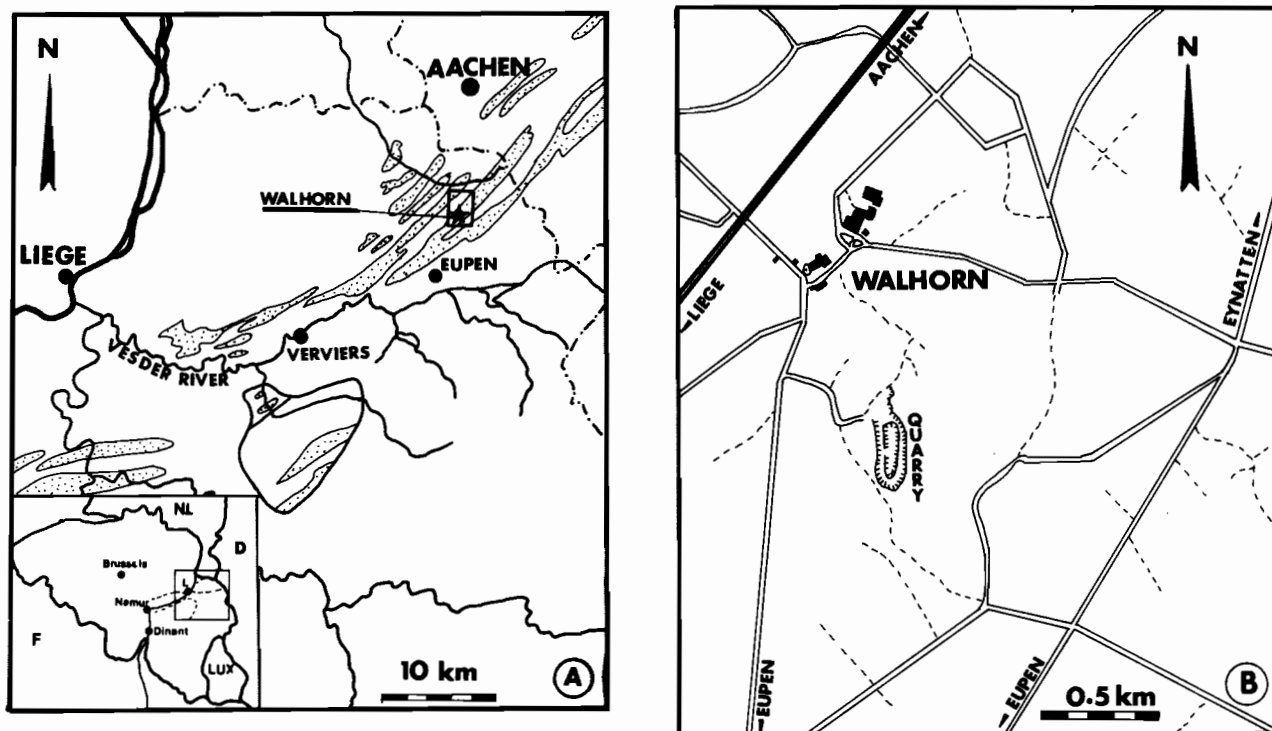 N
AACHEN
WALHORN
LIEGE
EUPEN
VERVIERS
VESDER RIVER
NL
D
Brussels
L
Namur
Dinant
F
LUX
10 km
A
AACHEN
N
WALHORN
LIEGE
EYNATTEN
QUARRY
EUPEN
EUPEN
0.5 km
B